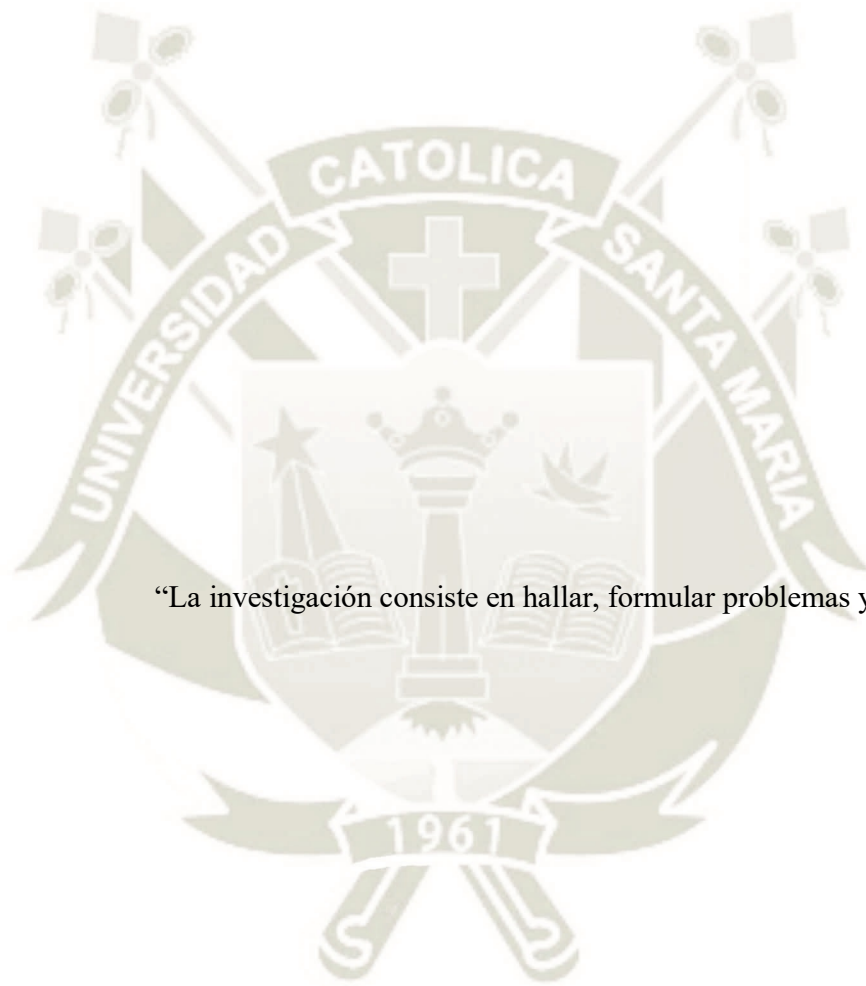 CATOLICA
UNIVERSIDAD
SANTA MARIA
“La investigación consiste en hallar, formular problemas y
1961